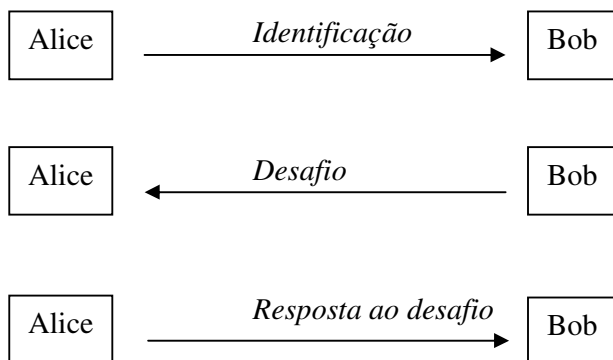 Alice Identificação Bob
Alice Desafio Bob
Alice Resposta ao desafio Bob